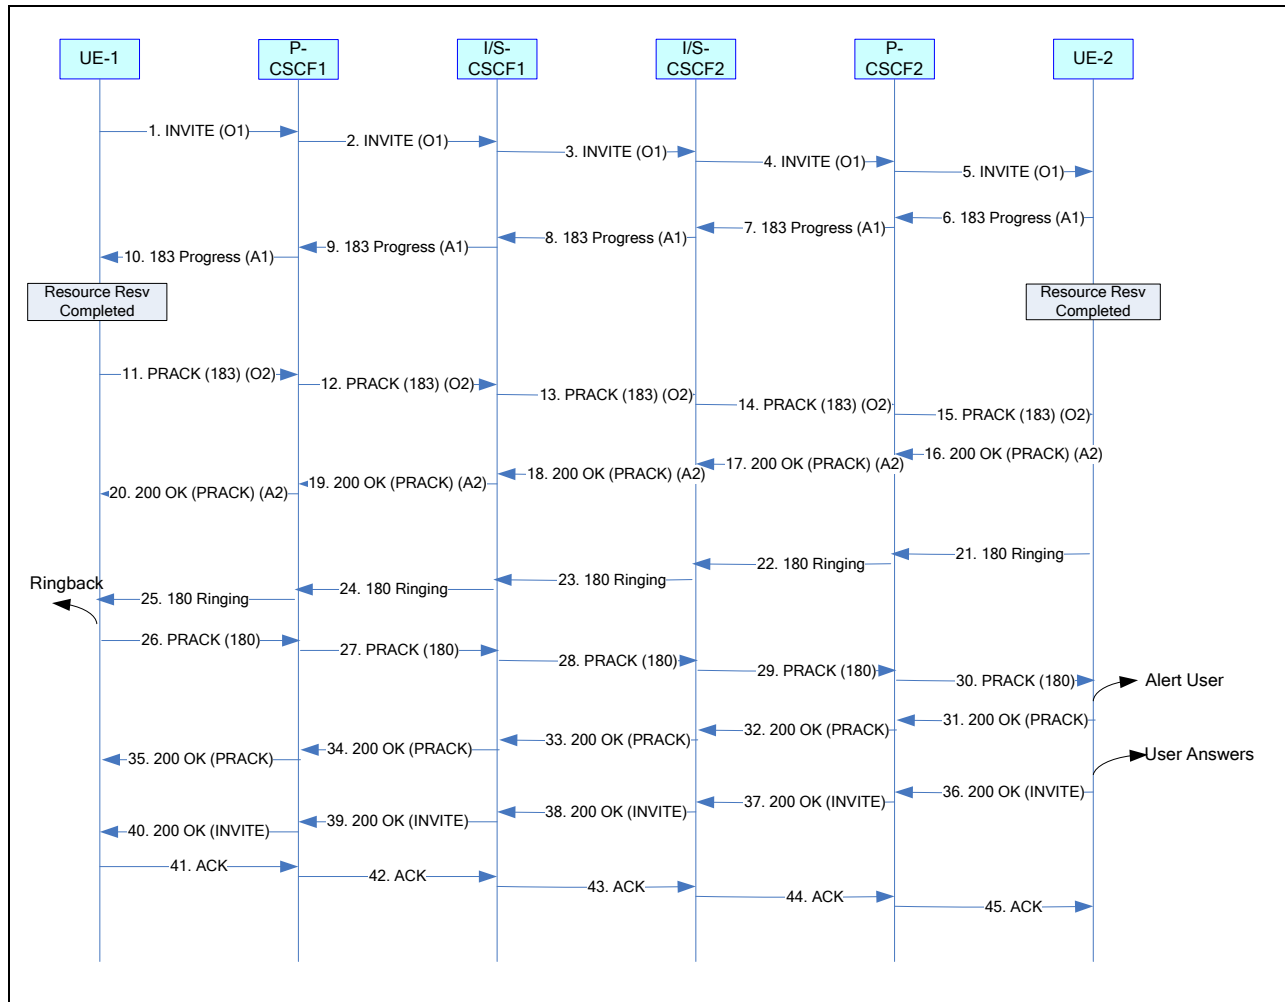 UE-1
P-
CSCF1
I/S-
CSCF1
I/S-
CSCF2
P-
CSCF2
UE-2
1. INVITE (O1)
2. INVITE (O1)
3. INVITE (O1)
4. INVITE (O1)
5. INVITE (O1)
6. 183 Progress (A1)
7. 183 Progress (A1)
8. 183 Progress (A1)
9. 183 Progress (A1)
10. 183 Progress (A1)
Resource Resv
Completed
Resource Resv
Completed
11. PRACK (183) (O2)
12. PRACK (183) (O2)
13. PRACK (183) (O2)
14. PRACK (183) (O2)
15. PRACK (183) (O2)
16. 200 OK (PRACK) (A2)
17. 200 OK (PRACK) (A2)
18. 200 OK (PRACK) (A2)
19. 200 OK (PRACK) (A2)
20. 200 OK (PRACK) (A2)
21. 180 Ringing
22. 180 Ringing
23. 180 Ringing
24. 180 Ringing
25. 180 Ringing
Ringback
26. PRACK (180)
27. PRACK (180)
28. PRACK (180)
29. PRACK (180)
30. PRACK (180)
Alert User
31. 200 OK (PRACK)
32. 200 OK (PRACK)
33. 200 OK (PRACK)
34. 200 OK (PRACK)
35. 200 OK (PRACK)
User Answers
36. 200 OK (INVITE)
37. 200 OK (INVITE)
38. 200 OK (INVITE)
39. 200 OK (INVITE)
40. 200 OK (INVITE)
41. ACK
42. ACK
43. ACK
44. ACK
45. ACK